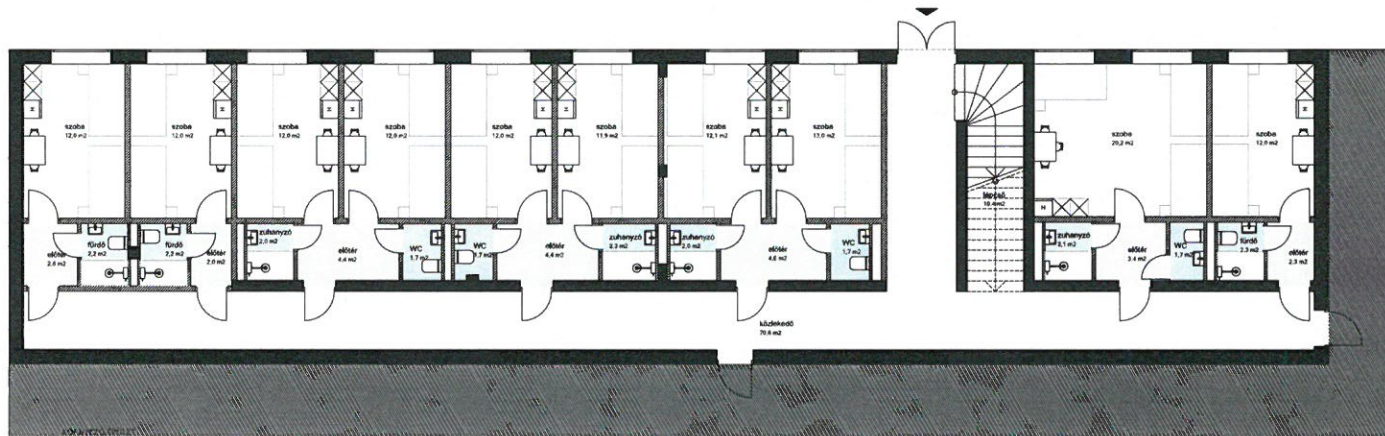 szoba
12,0 m2
szoba
12,0 m2
szoba
12,0 m2
szoba
12,0 m2
szoba
12,0 m2
szoba
11,9 m2
szoba
12,1 m2
szoba
13,0 m2
szoba
20,2 m2
szoba
12,0 m2
lépcső
előtér
2,6 m2
fürdő
2,2 m2
fürdő
2,2 m2
előtér
2,0 m2
zuhanyzó
2,0 m2
előtér
4,4 m2
WC
1,7 m2
WC
1,7 m2
előtér
4,4 m2
zuhanyzó
2,3 m2
zuhanyzó
2,0 m2
előtér
4,8 m2
WC
1,7 m2
zuhanyzó
2,1 m2
előtér
3,4 m2
WC
1,7 m2
fürdő
2,3 m2
előtér
2,3 m2
közlekedő
70,6 m2